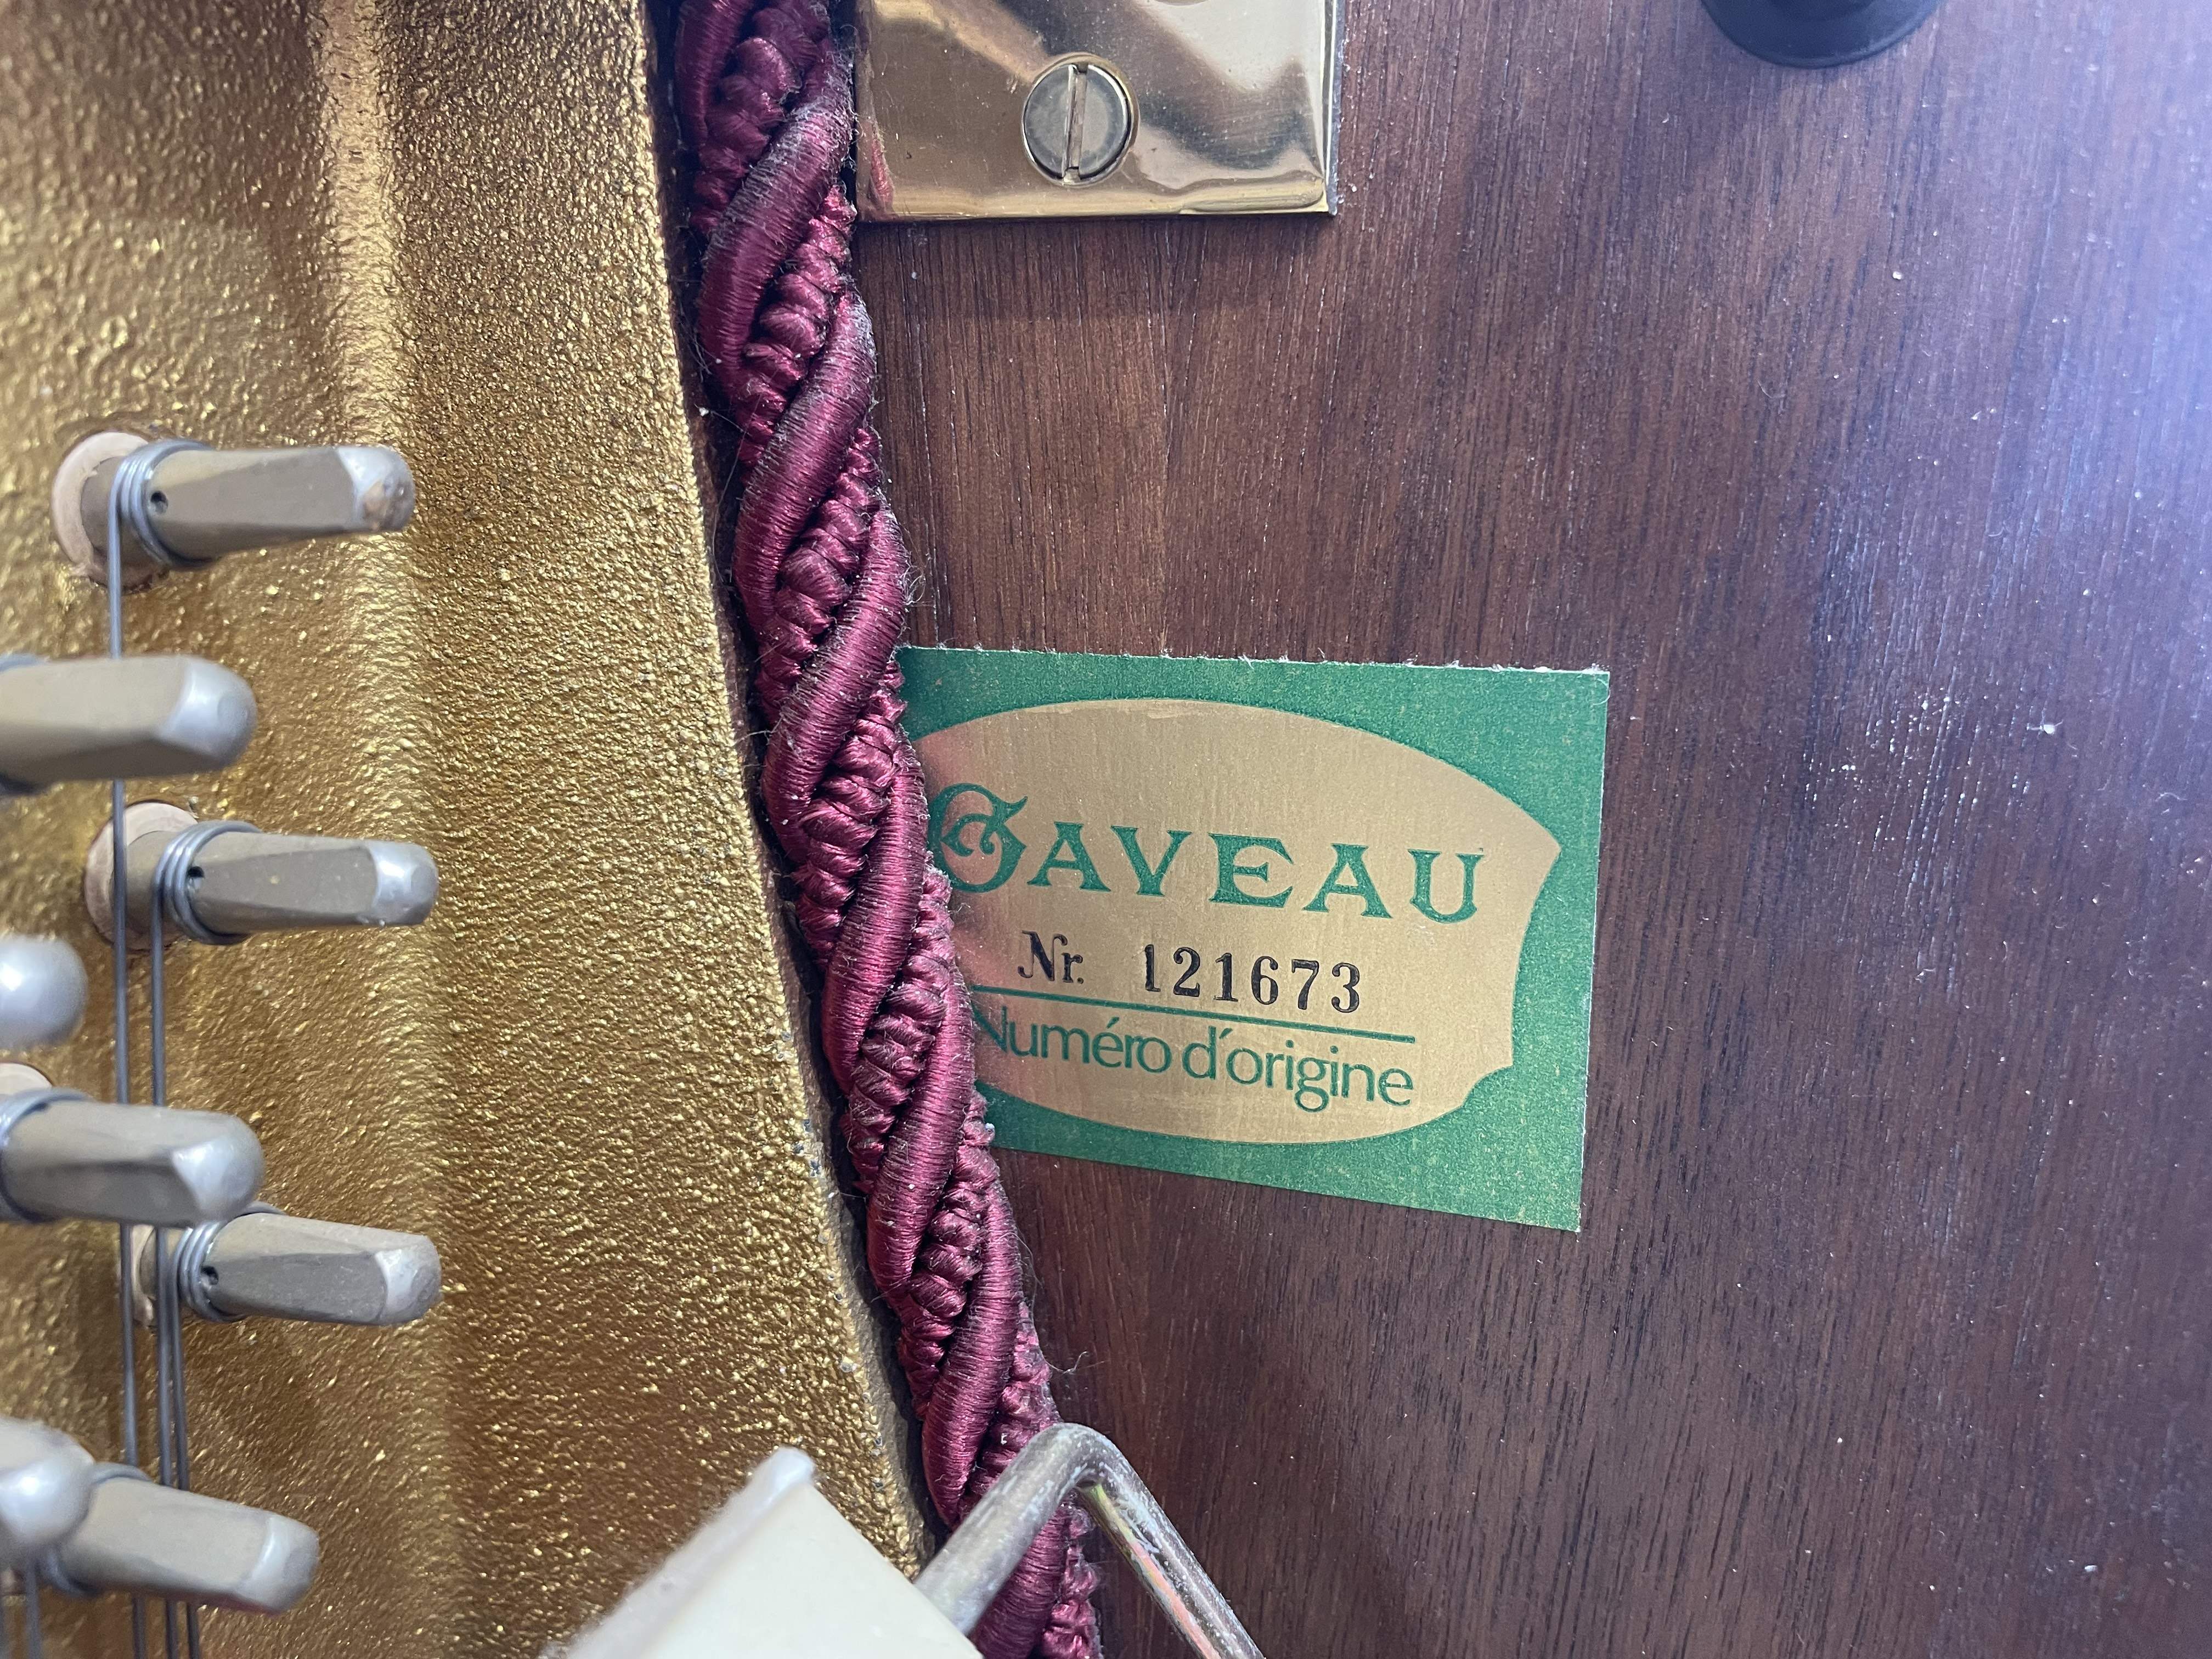 GAVEAU
Nr. 121673
Numéro d'origine